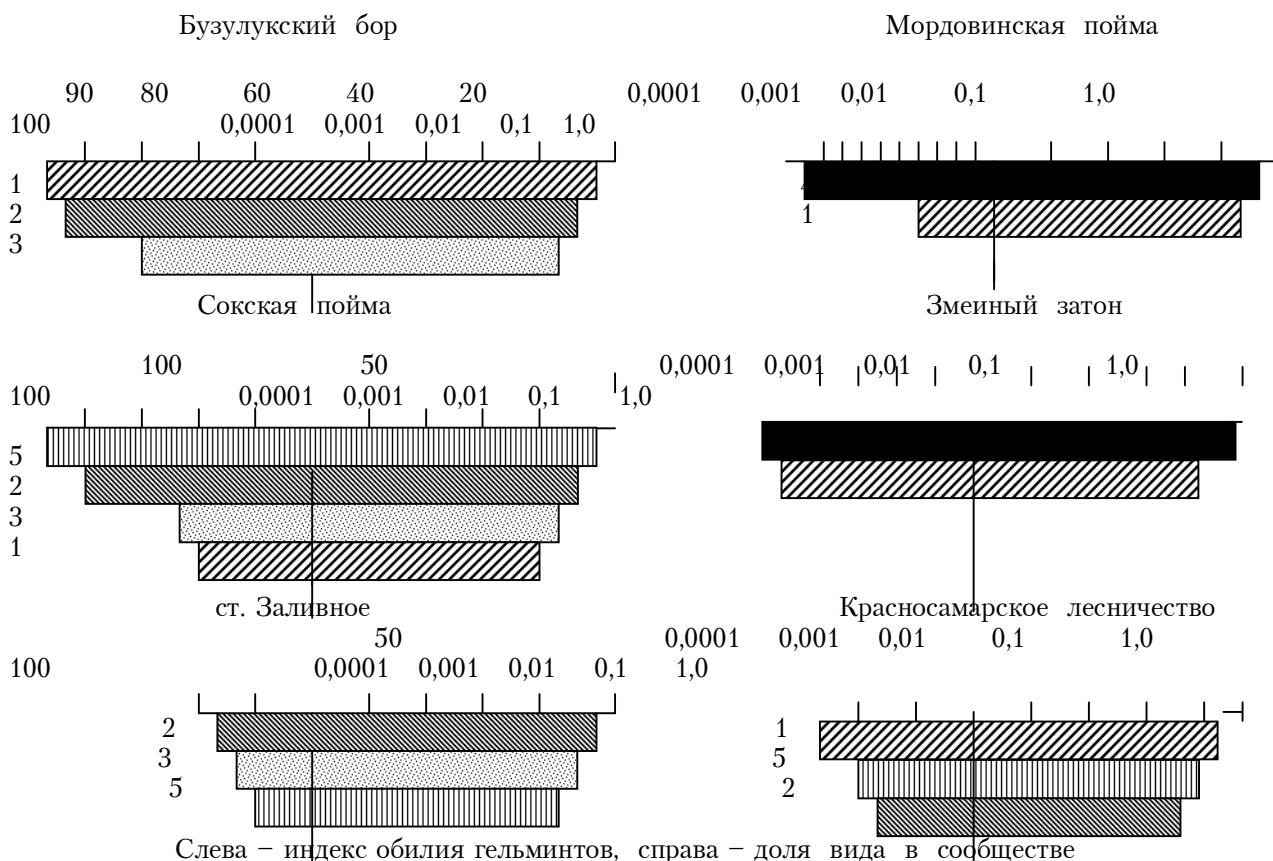 Бузулукский бор Мордовинская пойма
90 80 60 40 20 0,0001 0,001 0,01 0,1 1,0
100 0,0001 0,001 0,01 0,1 1,0
1
2 1
3
Сокская пойма Змеиный затон
100 50 0,0001 0,001 0,01 0,1 1,0
100 0,0001 0,001 0,01 0,1 1,0
5
2
3
1
ст. Заливное Красносамарское лесничество
50 0,0001 0,001 0,01 0,1 1,0
100 0,0001 0,001 0,01 0,1 1,0
2 1
3 5
5 2
Слева – индекс обилия гельминтов, справа – доля вида в сообществе